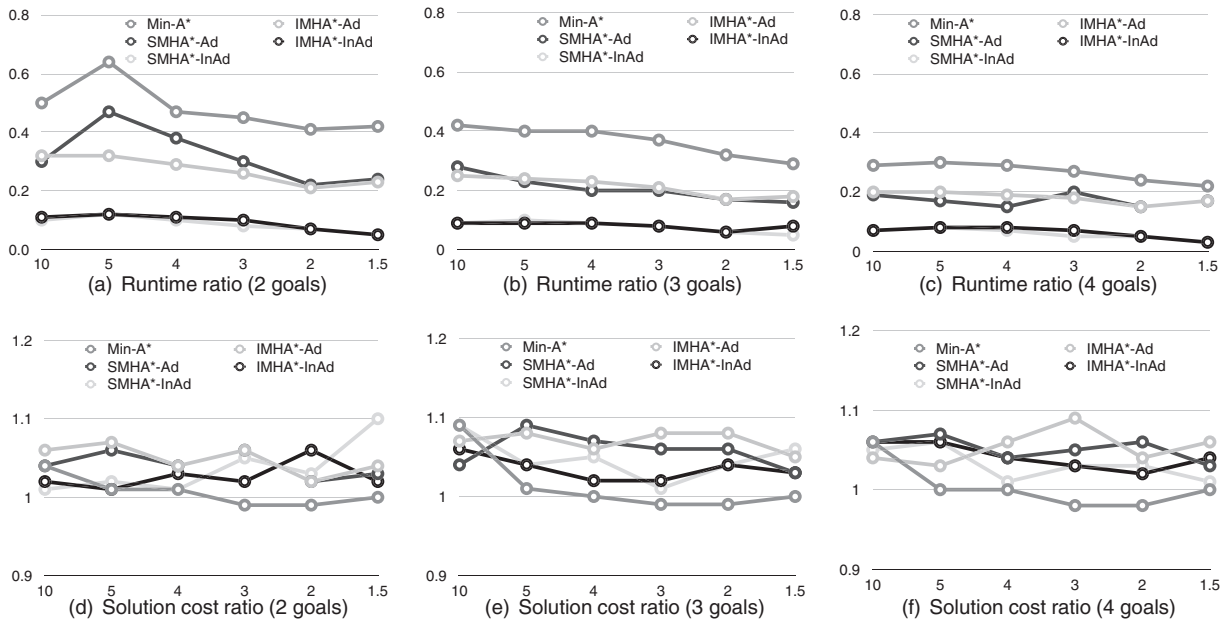 0.8
Min-A*
IMHA*-Ad
SMHA*-Ad
IMHA*-InAd
SMHA*-InAd
0.6
0.4
0.2
0.0
10 5 4 3 2 1.5
(a) Runtime ratio (2 goals)
0.8
Min-A*
IMHA*-Ad
SMHA*-Ad
IMHA*-InAd
SMHA*-InAd
0.6
0.4
0.2
0
10 5 4 3 2 1.5
(b) Runtime ratio (3 goals)
0.8
Min-A*
IMHA*-Ad
SMHA*-Ad
IMHA*-InAd
SMHA*-InAd
0.6
0.4
0.2
0
10 5 4 3 2 1.5
(c) Runtime ratio (4 goals)
1.2
Min-A*
IMHA*-Ad
SMHA*-Ad
IMHA*-InAd
SMHA*-InAd
1.1
1
0.9
10 5 4 3 2 1.5
(d) Solution cost ratio (2 goals)
1.2
Min-A*
IMHA*-Ad
SMHA*-Ad
IMHA*-InAd
SMHA*-InAd
1.1
1
0.9
10 5 4 3 2 1.5
(e) Solution cost ratio (3 goals)
1.2
Min-A*
IMHA*-Ad
SMHA*-Ad
IMHA*-InAd
SMHA*-InAd
1.1
1
0.9
10 5 4 3 2 1.5
(f) Solution cost ratio (4 goals)